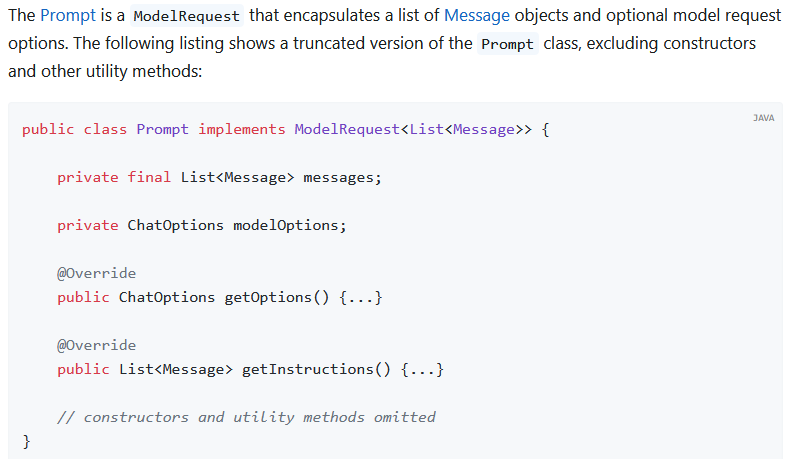 The Prompt is a ModelRequest that encapsulates a list of Message objects and optional model request
options. The following listing shows a truncated version of the Prompt class, excluding constructors
and other utility methods:
JAVA
public class Prompt implements ModelRequest<List<Message>> {
    private final List<Message> messages;
    private ChatOptions modelOptions;
    @Override
    public ChatOptions getOptions() {...}
    @Override
    public List<Message> getInstructions() {...}
    // constructors and utility methods omitted
}